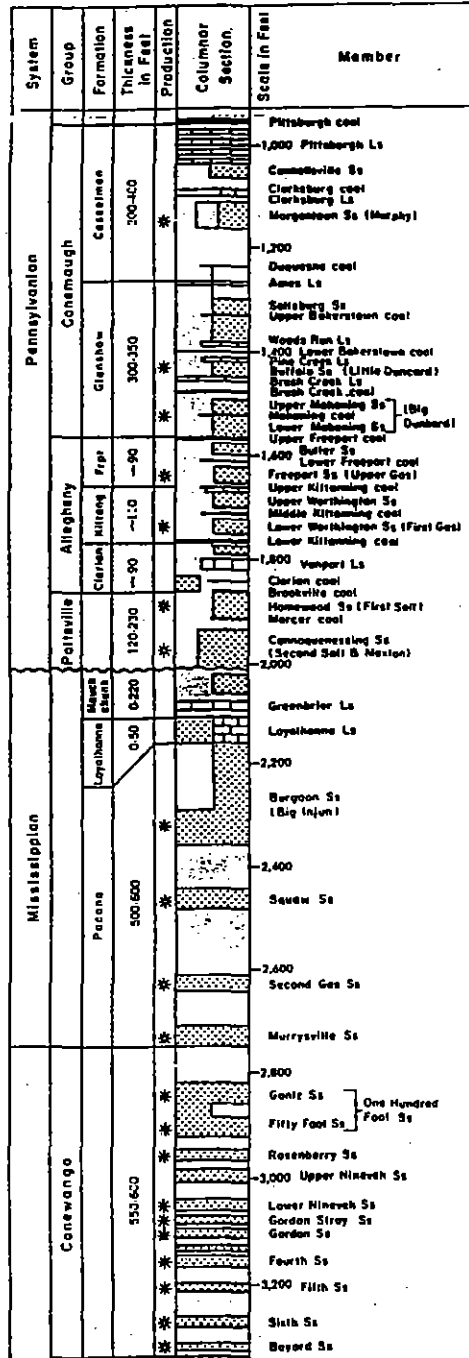 System
Group
Formation
Thickness in Feet
Production
Columnar Section
Scale in Feet
Member
Pennsylvanian
Mississippian
Conemaugh
Allegheny
Pottsville
Conewango
Casselman
Glenshaw
Frpt
Kittang
Clarion
Mauch chunk
Loyalhanna
Pocono
200-400
300-350
~90
~110
~90
120-230
0-220
0-50
500-600
550-600
Pittsburgh coal
1,000 Pittsburgh Ls
Connellsville Ss
Clarksburg coal
Clarksburg Ls
Morgantown Ss (Murphy)
1,200
Duquesne coal
Ames Ls
Saltsburg Ss
Upper Bakerstown coal
Woods Run Ls
1,400 Lower Bakerstown coal
Pine Creek Ls
Buffalo Ss (Little Dunkard)
Brush Creek Ls
Brush Creek coal
Upper Mahoning Ss
Mahoning coal
Lower Mahoning Ss
(Big Dunkard)
Upper Freeport coal
1,600 Butler Ss
Lower Freeport coal
Freeport Ss (Upper Gas)
Upper Kittanning coal
Upper Worthington Ss
Middle Kittanning coal
Lower Worthington Ss (First Gas)
Lower Kittanning coal
1,800
Vanport Ls
Clarion coal
Brookville coal
Homewood Ss (First Salt)
Mercer coal
Connoquenessing Ss
(Second Salt & Maxton)
2,000
Greenbrier Ls
Loyalhanna Ls
2,200
Burgoon Ss
(Big Injun)
2,400
Squaw Ss
2,600
Second Gas Ss
Murrysville Ss
2,800
Gantz Ss
Fifty Foot Ss
One Hundred Foot Ss
Rosenberry Ss
3,000 Upper Nineveh Ss
Lower Nineveh Ss
Gordon Stray Ss
Gordon Ss
Fourth Ss
3,200 Fifth Ss
Sixth Ss
Bayard Ss